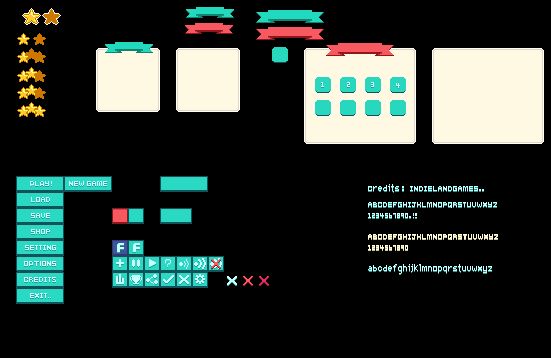 1 2 3 4
PLAY! NEW GAME
LOAD
SAVE
SHOP
SETTING
OPTIONS
CREDITS
EXIT..
F F
credits: INDIELANDGAMES..
ABCDEFGHIJKLMNOPQRSTUVWXYZ
1234567890.!!
ABCDEFGHIJKLMNOPQRSTUVWXYZ
1234567890
abcdefghijklmnopqrstuvwxyz